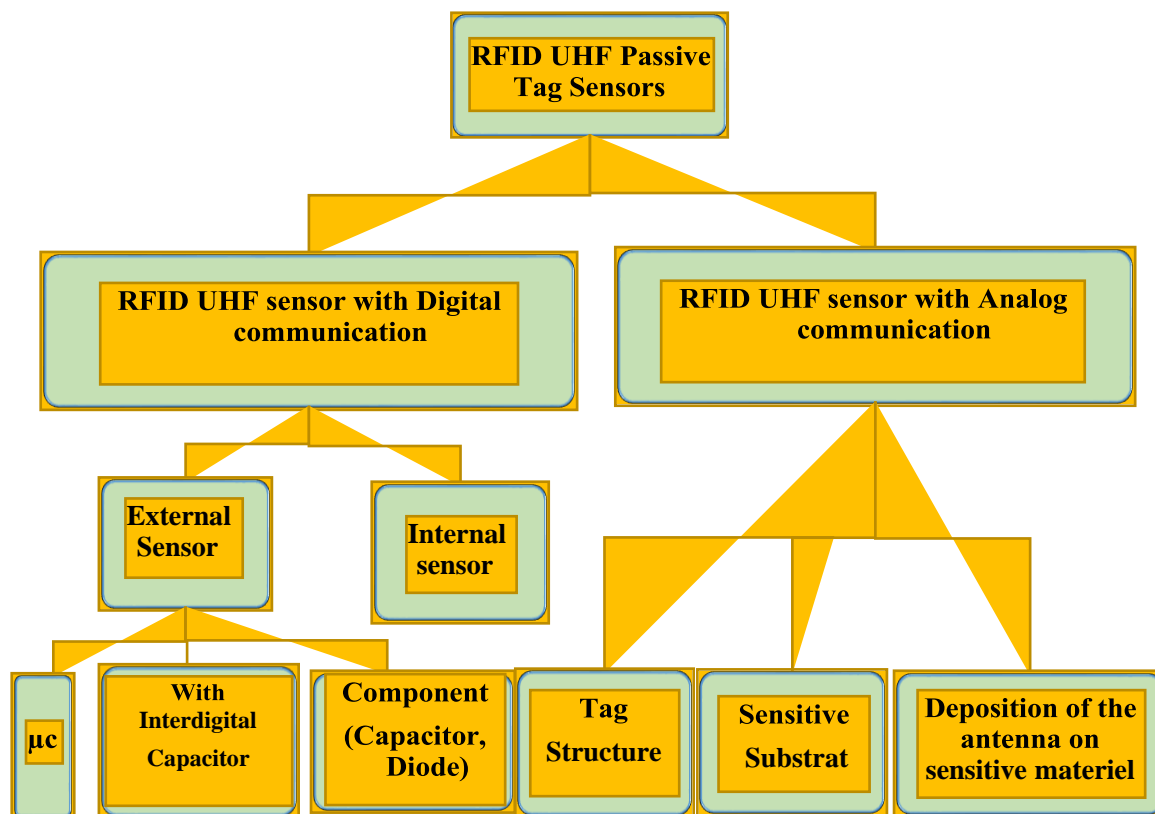 RFID UHF Passive
Tag Sensors
RFID UHF sensor with Digital
communication
RFID UHF sensor with Analog
communication
External
Sensor
Internal
sensor
µc
With
Interdigital
Capacitor
Component
(Capacitor,
Diode)
Tag
Structure
Sensitive
Substrat
Deposition of the
antenna on
sensitive materiel